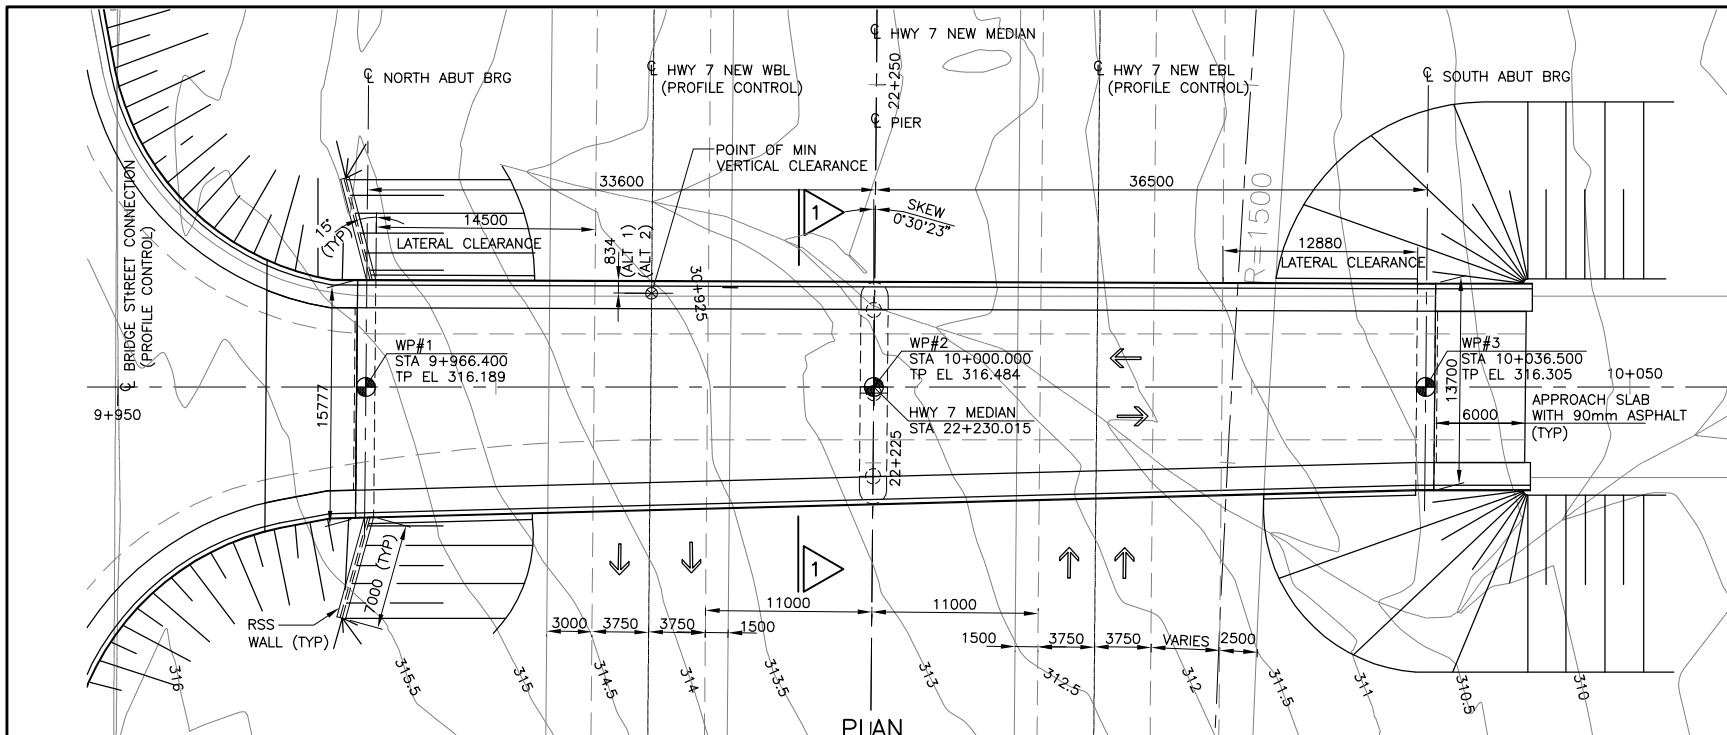 ℄ HWY 7 NEW MEDIAN
22+250
℄ NORTH ABUT BRG
℄ HWY 7 NEW WBL
(PROFILE CONTROL)
℄ HWY 7 NEW EBL
(PROFILE CONTROL)
℄ SOUTH ABUT BRG
℄ PIER
POINT OF MIN
VERTICAL CLEARANCE
33600
36500
1
SKEW
0°30'23"
15°
(TYP)
14500
LATERAL CLEARANCE
834
(ALT 1)
(ALT 2)
30+925
R=1500
12880
LATERAL CLEARANCE
℄ BRIDGE STtREET CONNECTION
(PROFILE CONTROL)
WP#1
STA 9+966.400
TP EL 316.189
WP#2
STA 10+000.000
TP EL 316.484
WP#3
STA 10+036.500
TP EL 316.305
10+050
9+950
15777
HWY 7 MEDIAN
STA 22+230.015
22+225
13700
6000
APPROACH SLAB
WITH 90mm ASPHALT
(TYP)
7000 (TYP)
RSS
WALL (TYP)
1
11000
11000
3000
3750
3750
1500
1500
3750
3750
VARIES
2500
316
315.5
315
314.5
314
313.5
313
312.5
312
311.5
311
310.5
310
PLAN